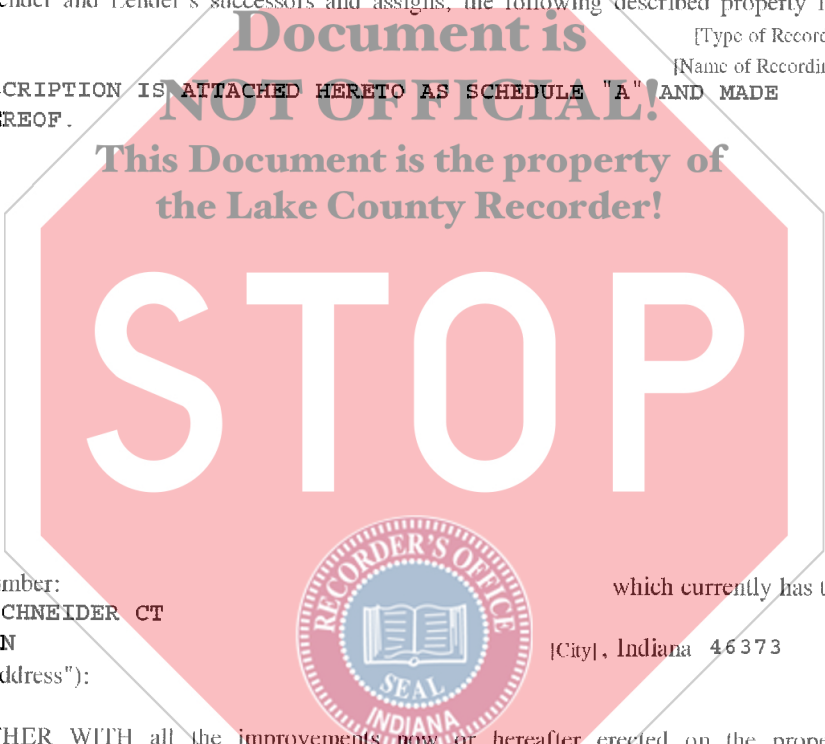 ender and Lender's successors and assigns, the following described property
Document is
[Type of Recor
[Name of Recordin
CRIPTION IS ATTACHED HERETO AS SCHEDULE "A" AND MADE
NOT OFFICIAL!
REOF.
This Document is the property of
the Lake County Recorder!
STOP
RECORDER'S OFFICE
SEAL
INDIANA
mber:
which currently has t
CHNEIDER CT
N
[City], Indiana 46373
ddress"):
HER WITH all the improvements now or hereafter erected on the prope